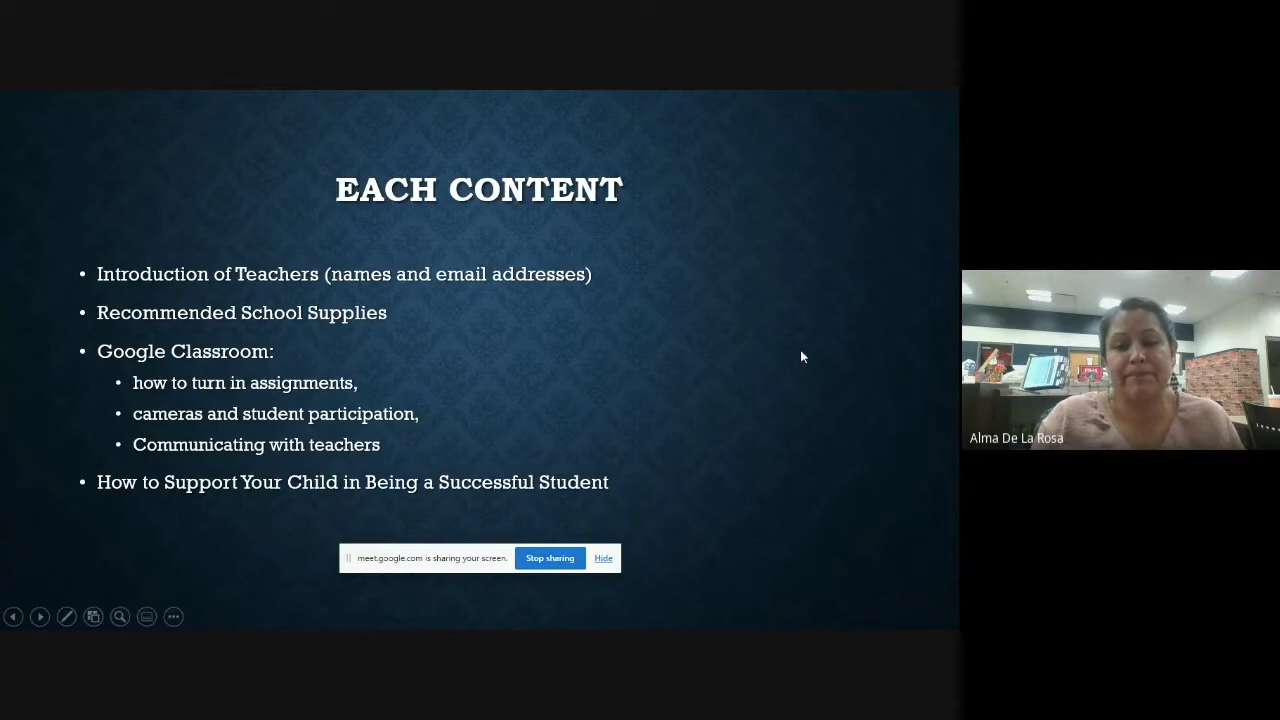 EACH CONTENT
• Introduction of Teachers (names and email addresses)
• Recommended School Supplies
• Google Classroom:
• how to turn in assignments,
• cameras and student participation,
• Communicating with teachers
• How to Support Your Child in Being a Successful Student
meet.google.com is sharing your screen.
Stop sharing
Hide
Alma De La Rosa